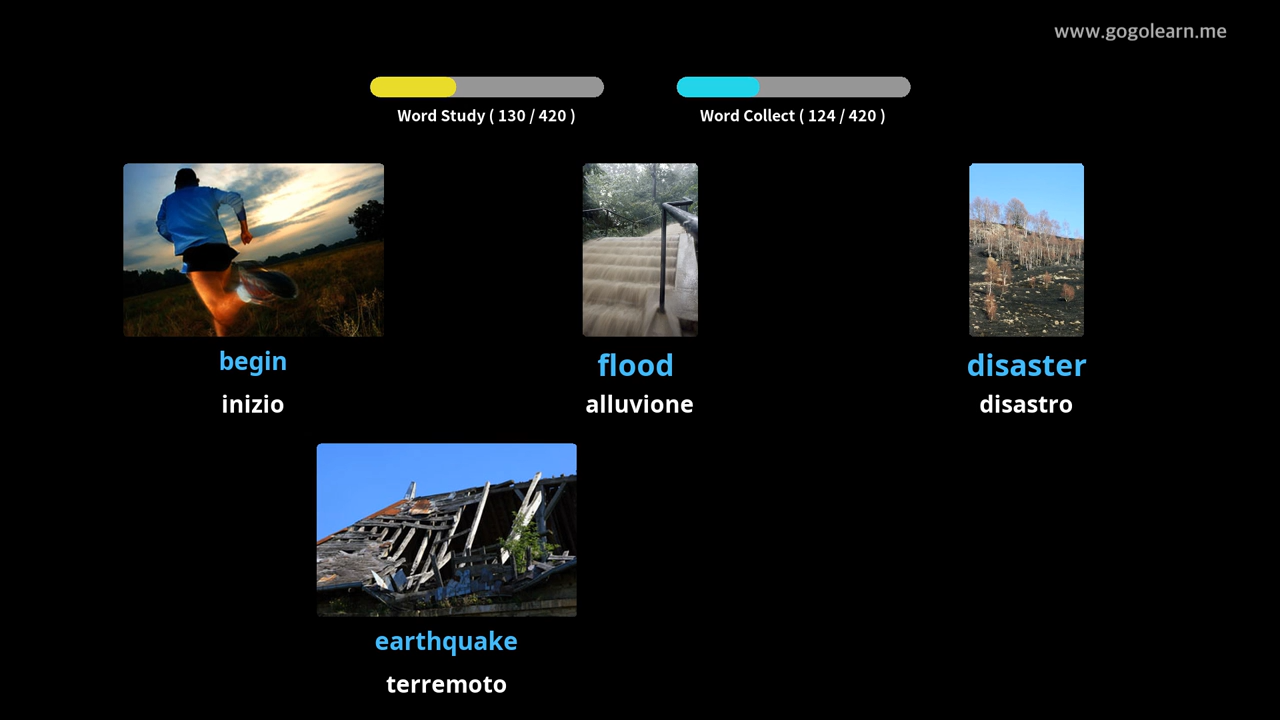 www.gogolearn.me
Word Study ( 130 / 420 )
Word Collect ( 124 / 420 )
begin
inizio
flood
alluvione
disaster
disastro
earthquake
terremoto